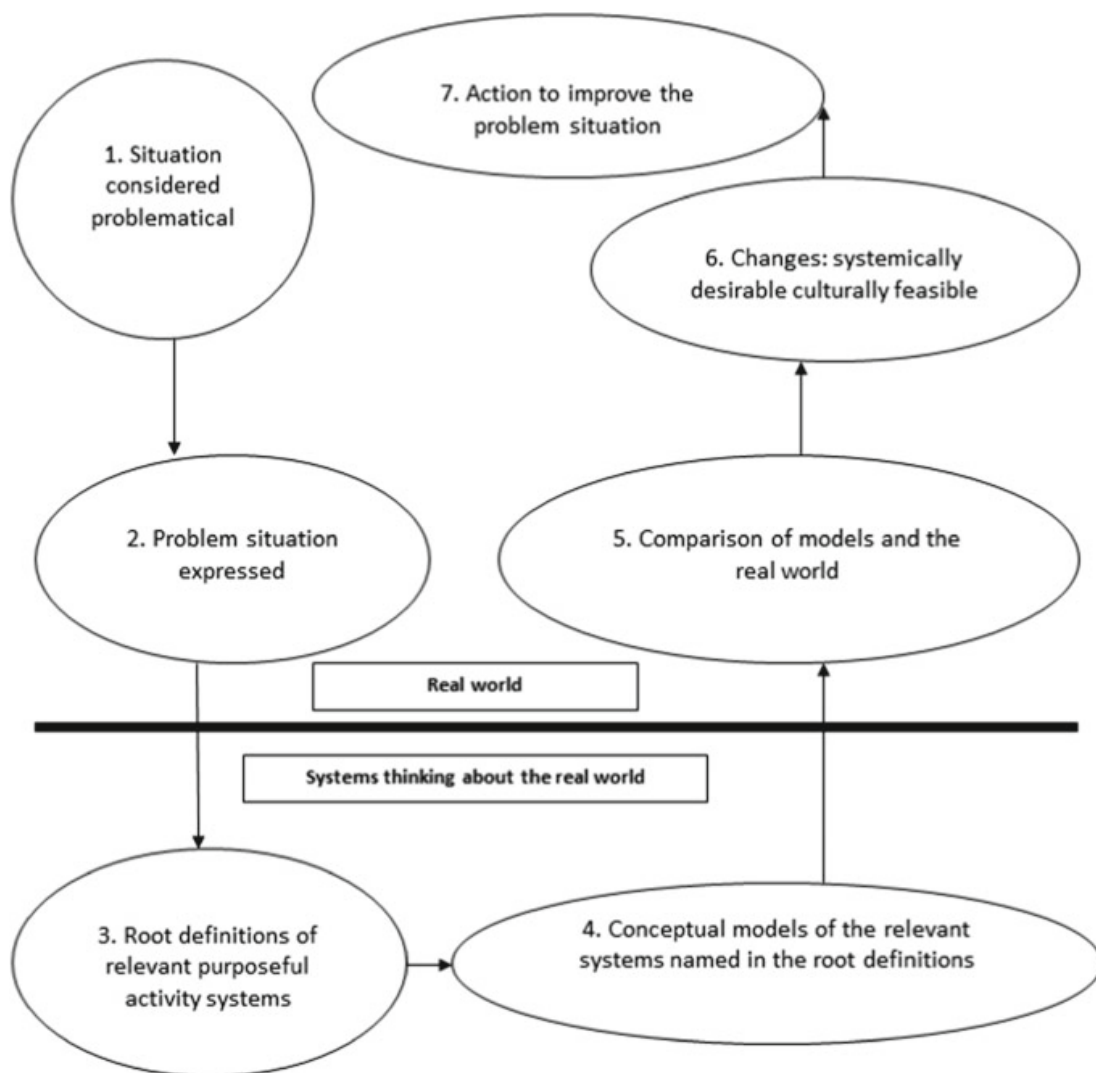 1. Situation
considered
problematical
2. Problem situation
expressed
Real world
Systems thinking about the real world
3. Root definitions of
relevant purposeful
activity systems
4. Conceptual models of the relevant
systems named in the root definitions
5. Comparison of models and the
real world
6. Changes: systemically
desirable culturally feasible
7. Action to improve the
problem situation